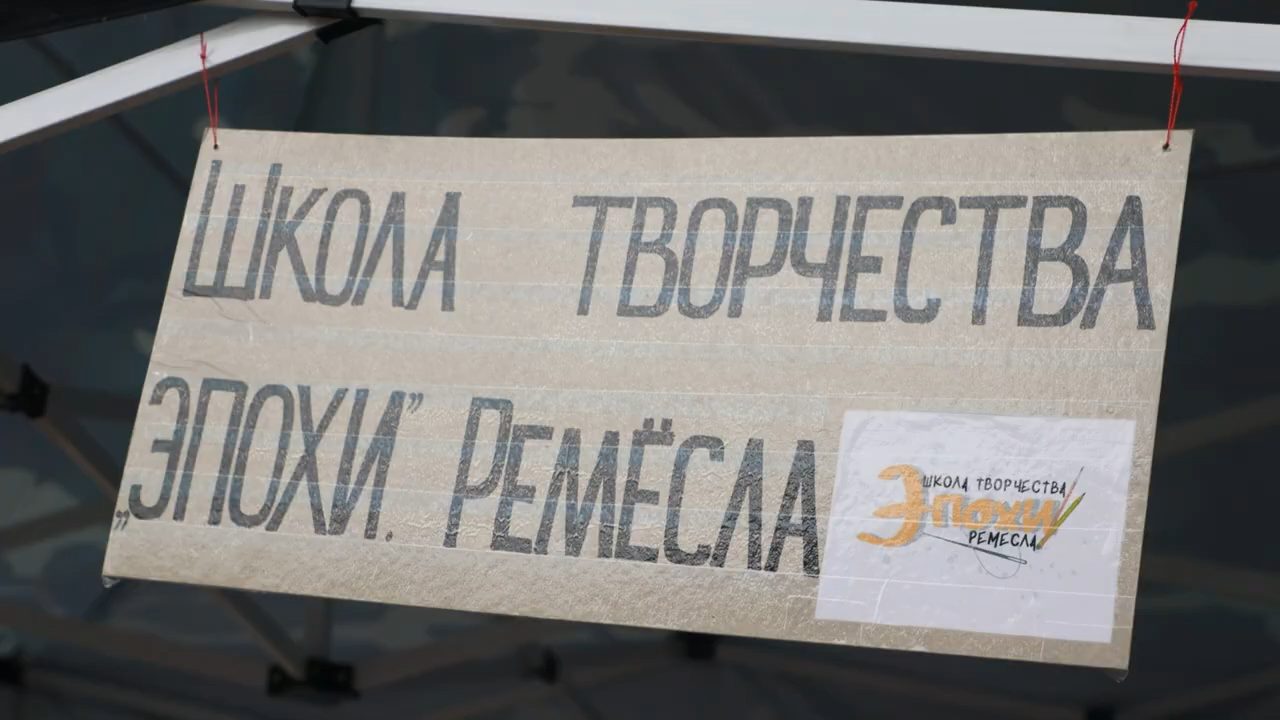 Школа ТВОРЧЕСТВА
„ЭПОХИ”. РЕМЁСЛА
ШКОЛА ТВОРЧЕСТВА
Эпохи
РЕМЕСЛА